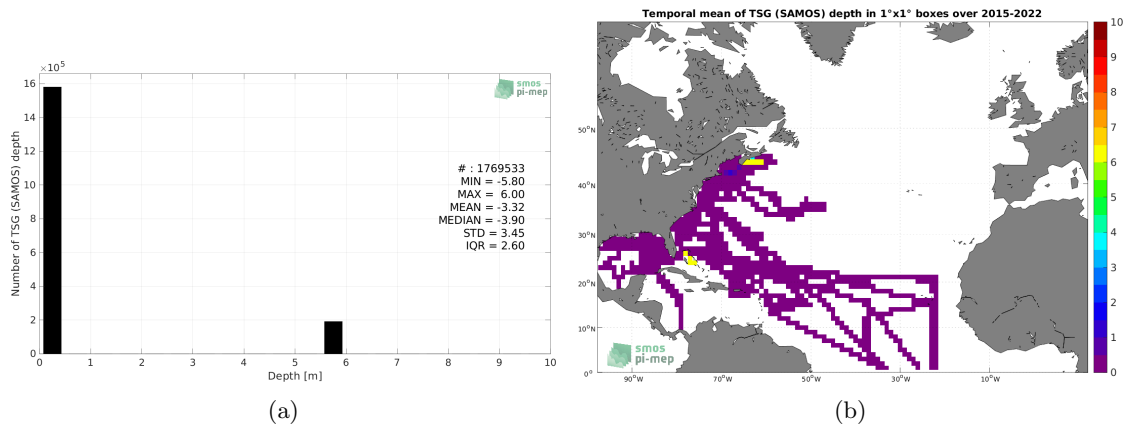 ×10⁵
16
14
12
10
8
6
4
2
0
Number of TSG (SAMOS) depth
smos
pi-mep
# : 1769533
MIN = -5.80
MAX = 6.00
MEAN = -3.32
MEDIAN = -3.90
STD = 3.45
IQR = 2.60
0 1 2 3 4 5 6 7 8 9 10
Depth [m]
(a)
Temporal mean of TSG (SAMOS) depth in 1°x1° boxes over 2015-2022
50°N
40°N
30°N
20°N
10°N
0°
90°W 70°W 50°W 30°W 10°W
smos
pi-mep
10
9
8
7
6
5
4
3
2
1
0
(b)